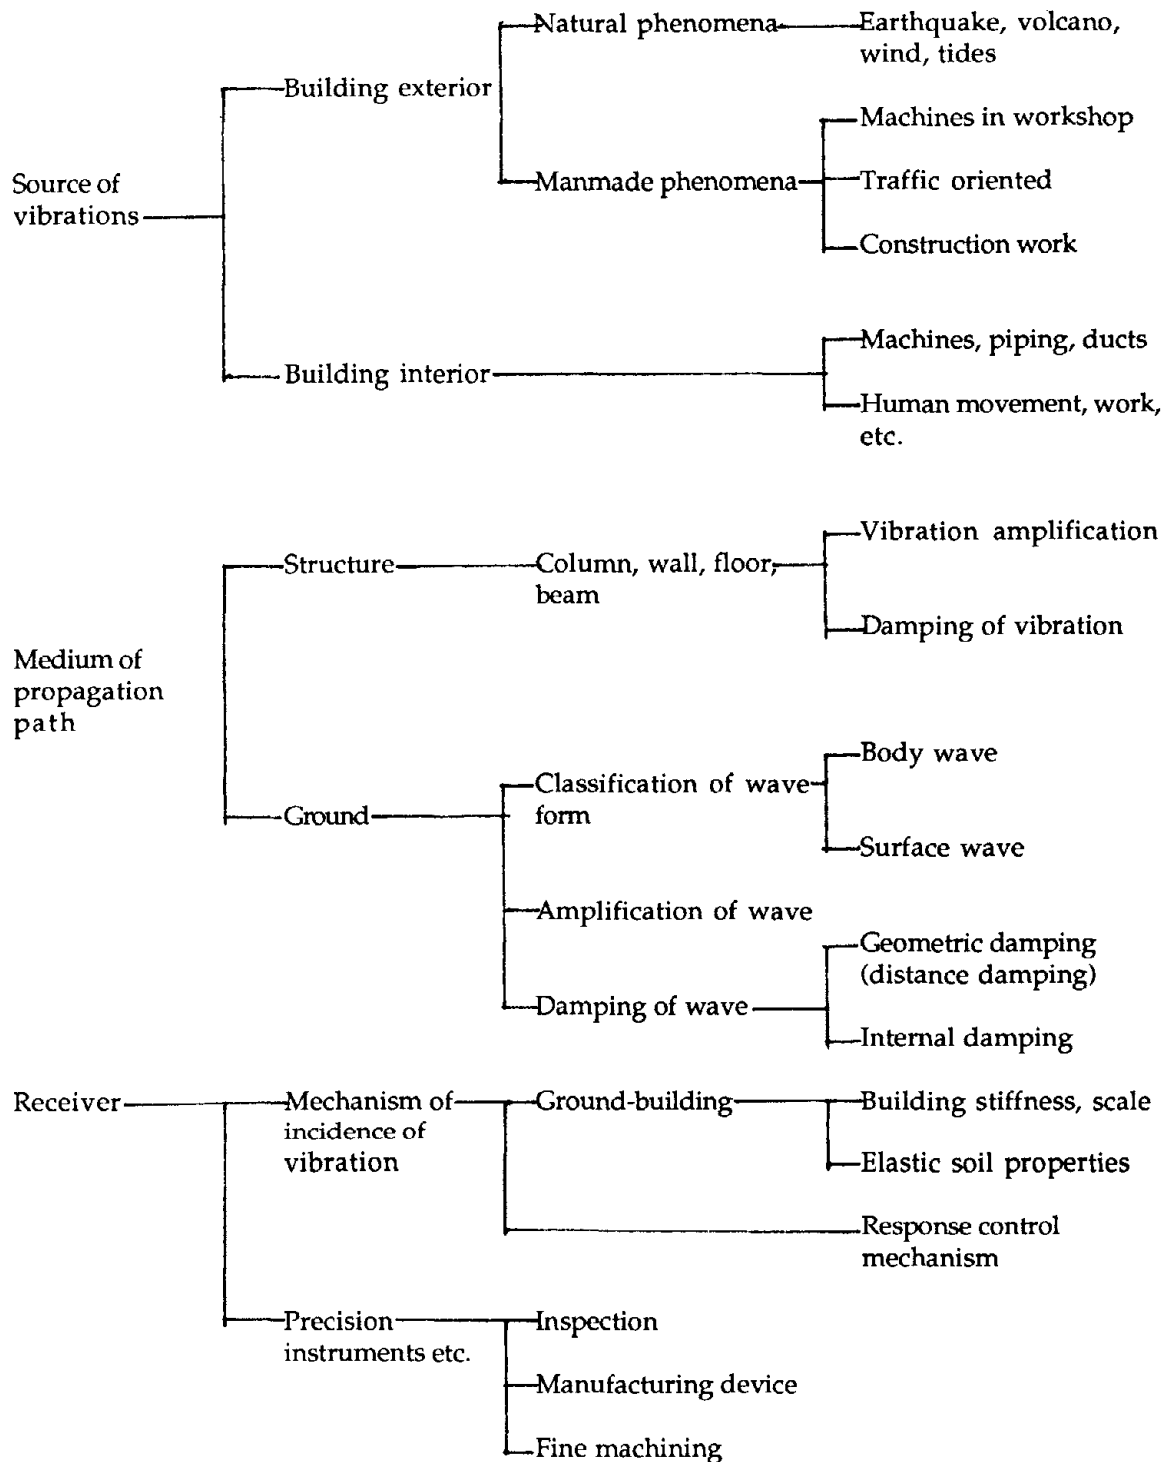 Natural phenomena
Earthquake, volcano,
wind, tides
Building exterior
Machines in workshop
Source of
vibrations
Manmade phenomena
Traffic oriented
Construction work
Machines, piping, ducts
Building interior
Human movement, work,
etc.
Vibration amplification
Structure
Column, wall, floor,
beam
Damping of vibration
Medium of
propagation
path
Body wave
Classification of wave
form
Ground
Surface wave
Amplification of wave
Geometric damping
(distance damping)
Damping of wave
Internal damping
Receiver
Mechanism of
incidence of
vibration
Ground-building
Building stiffness, scale
Elastic soil properties
Response control
mechanism
Precision
instruments etc.
Inspection
Manufacturing device
Fine machining